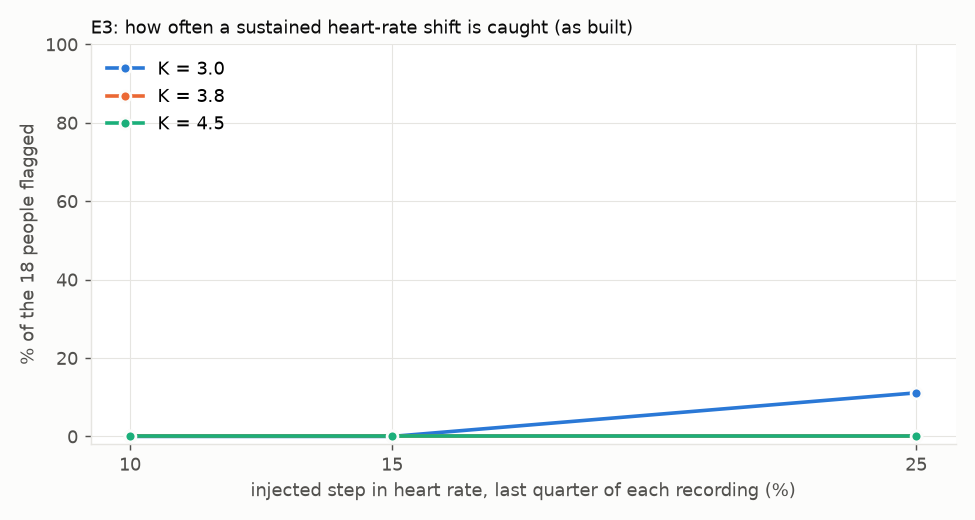 E3: how often a sustained heart-rate shift is caught (as built)
100
K = 3.0
K = 3.8
K = 4.5
80
60
40
20
0
% of the 18 people flagged
10
15
25
injected step in heart rate, last quarter of each recording (%)